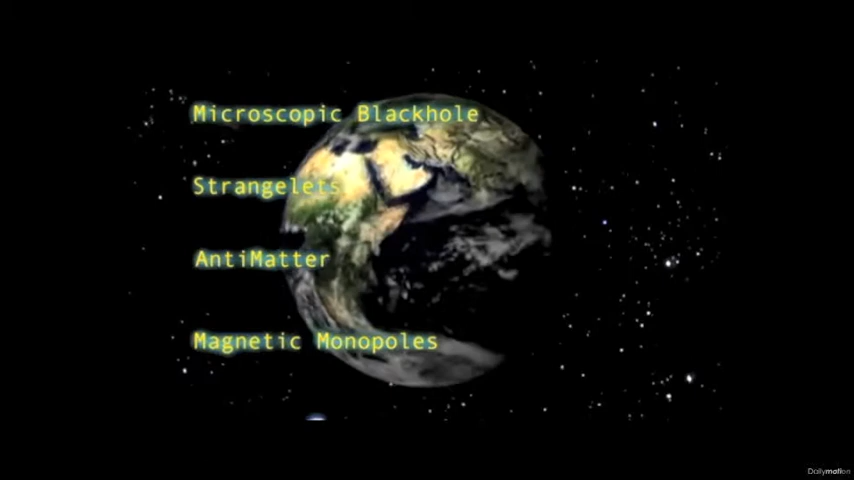 Microscopic Blackhole
Strangelets
AntiMatter
Magnetic Monopoles
Dailymotion